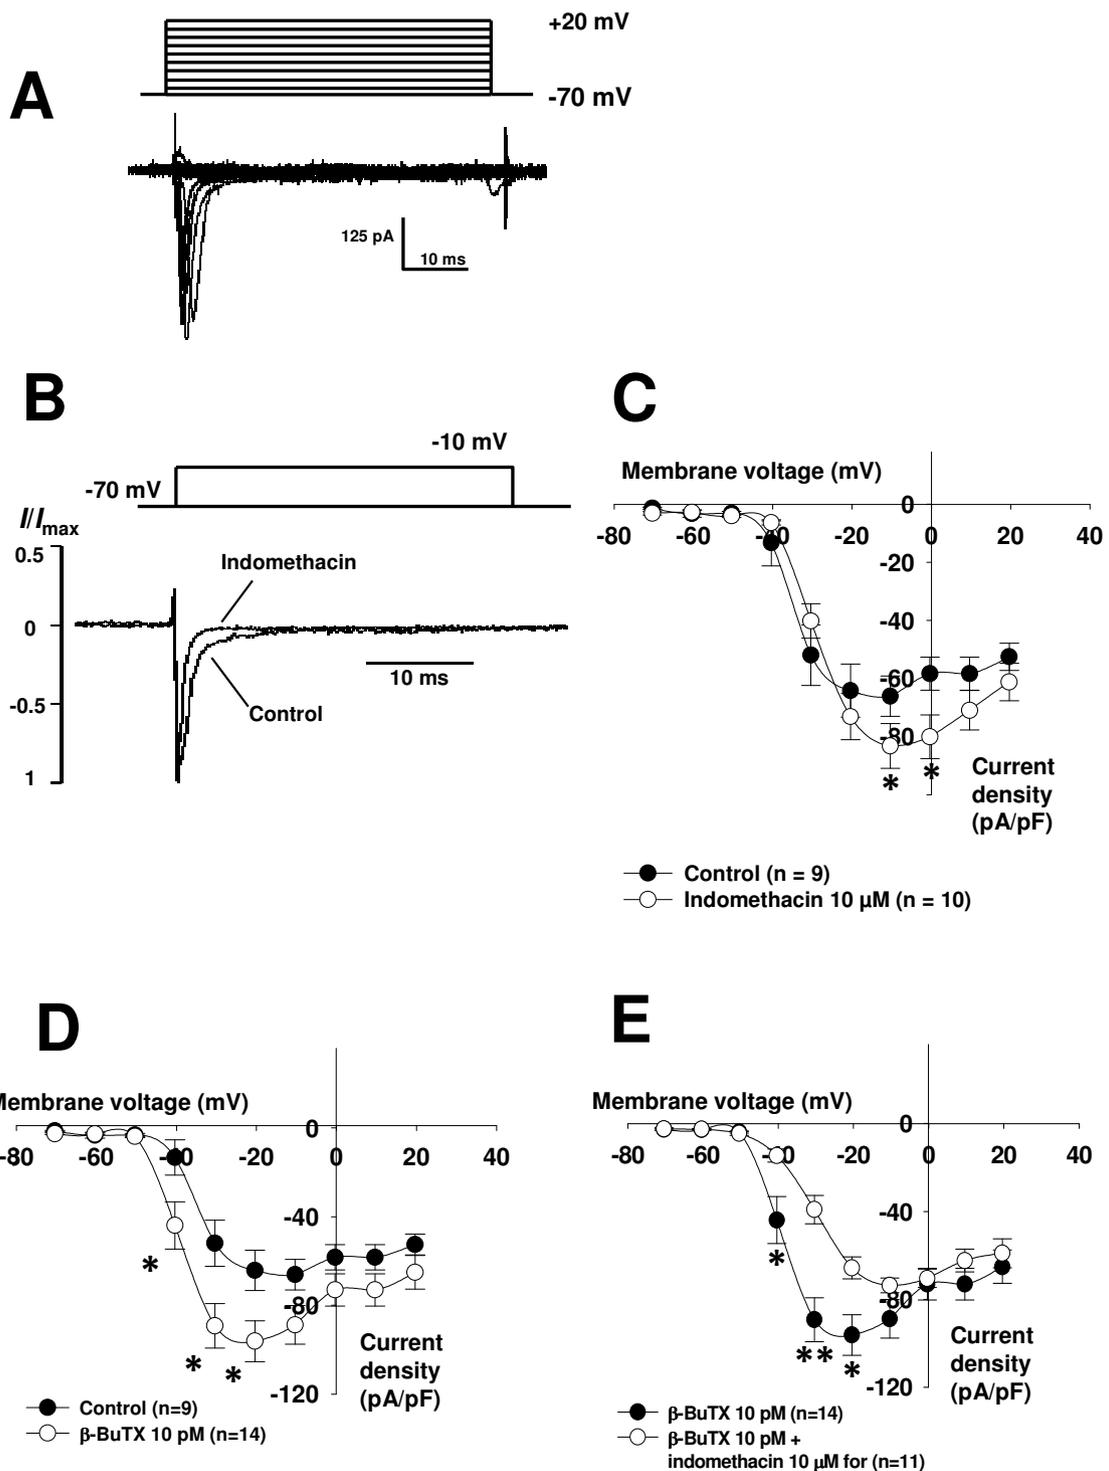 A
+20 mV
-70 mV
125 pA
10 ms
B
-10 mV
-70 mV
I/Imax
0.5
0
-0.5
1
Indomethacin
Control
10 ms
C
Membrane voltage (mV)
0
-80 -60 -40 -20 0 20 40
-20
-40
-60
-80
* *
Current
density
(pA/pF)
Control (n = 9)
Indomethacin 10 µM (n = 10)
D
Membrane voltage (mV)
0
-80 -60 -40 -20 0 20 40
-40
*
-80
* *
Current
density
(pA/pF)
-120
Control (n=9)
β-BuTX 10 pM (n=14)
E
Membrane voltage (mV)
0
-80 -60 -40 -20 0 20 40
-40
*
-80
** *
Current
density
(pA/pF)
-120
β-BuTX 10 pM (n=14)
β-BuTX 10 pM +
indomethacin 10 µM for (n=11)